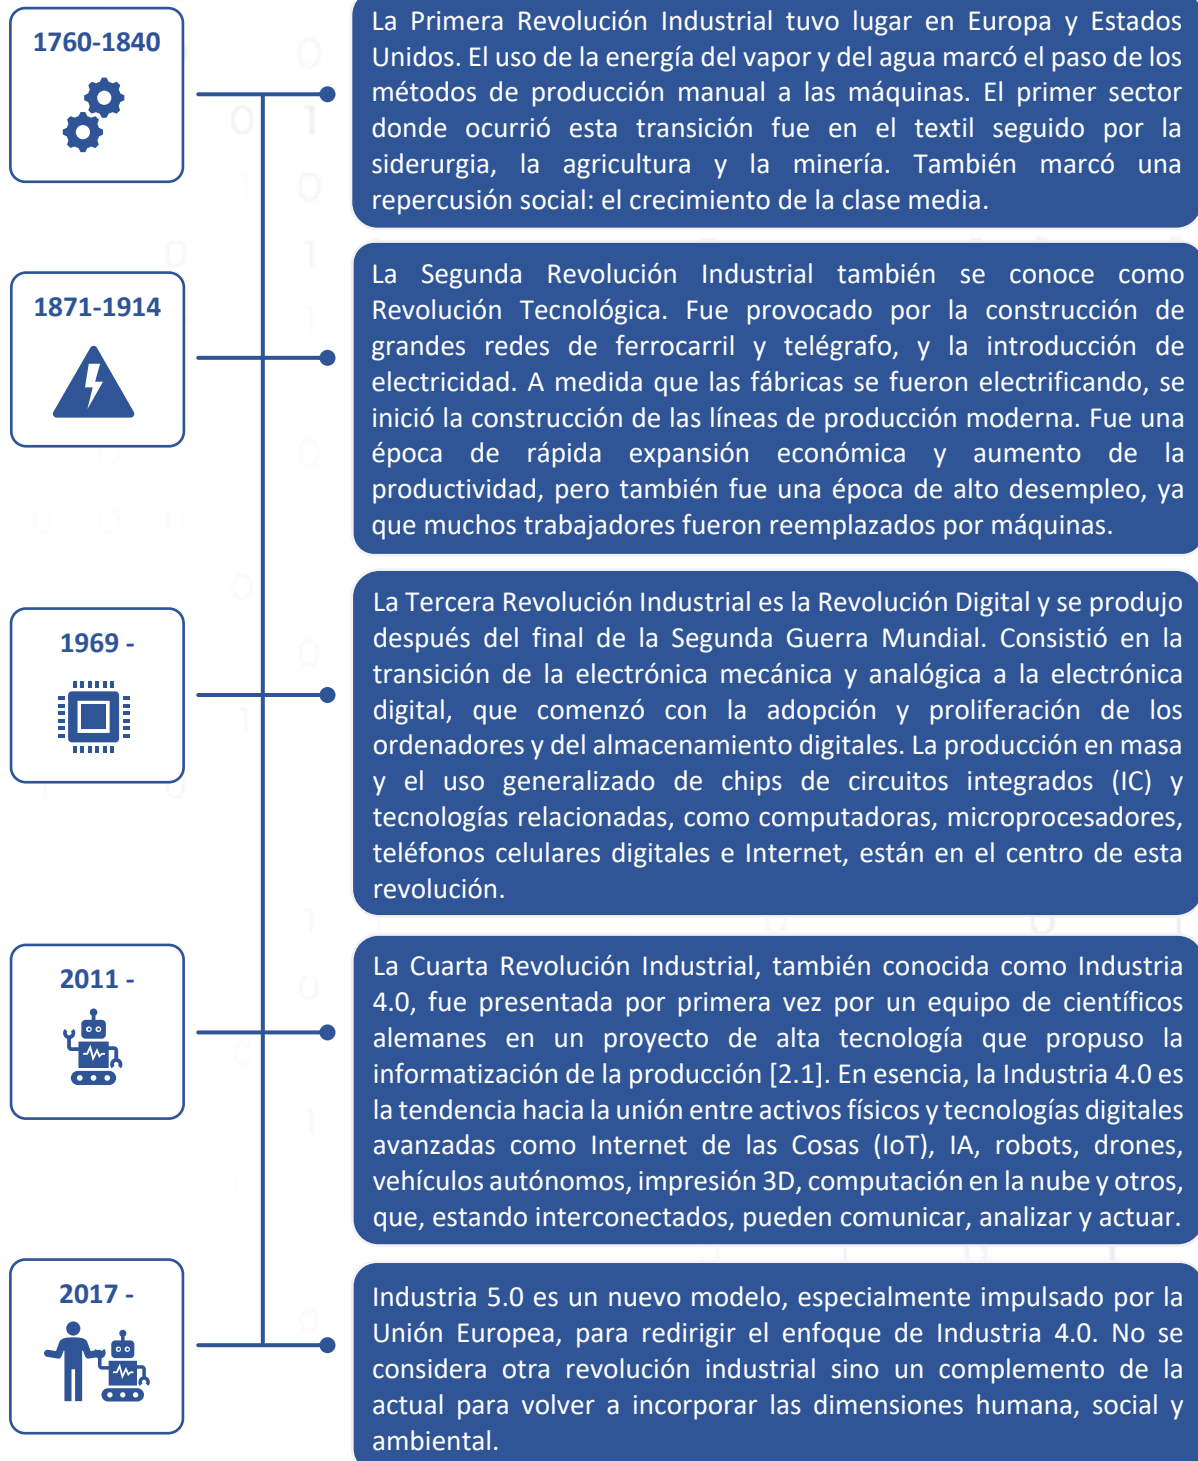 1760-1840
La Primera Revolución Industrial tuvo lugar en Europa y Estados
Unidos. El uso de la energía del vapor y del agua marcó el paso de los
métodos de producción manual a las máquinas. El primer sector
donde ocurrió esta transición fue en el textil seguido por la
siderurgia, la agricultura y la minería. También marcó una
repercusión social: el crecimiento de la clase media.
1871-1914
La Segunda Revolución Industrial también se conoce como
Revolución Tecnológica. Fue provocado por la construcción de
grandes redes de ferrocarril y telégrafo, y la introducción de
electricidad. A medida que las fábricas se fueron electrificando, se
inició la construcción de las líneas de producción moderna. Fue una
época de rápida expansión económica y aumento de la
productividad, pero también fue una época de alto desempleo, ya
que muchos trabajadores fueron reemplazados por máquinas.
1969 -
La Tercera Revolución Industrial es la Revolución Digital y se produjo
después del final de la Segunda Guerra Mundial. Consistió en la
transición de la electrónica mecánica y analógica a la electrónica
digital, que comenzó con la adopción y proliferación de los
ordenadores y del almacenamiento digitales. La producción en masa
y el uso generalizado de chips de circuitos integrados (IC) y
tecnologías relacionadas, como computadoras, microprocesadores,
teléfonos celulares digitales e Internet, están en el centro de esta
revolución.
2011 -
La Cuarta Revolución Industrial, también conocida como Industria
4.0, fue presentada por primera vez por un equipo de científicos
alemanes en un proyecto de alta tecnología que propuso la
informatización de la producción [2.1]. En esencia, la Industria 4.0 es
la tendencia hacia la unión entre activos físicos y tecnologías digitales
avanzadas como Internet de las Cosas (IoT), IA, robots, drones,
vehículos autónomos, impresión 3D, computación en la nube y otros,
que, estando interconectados, pueden comunicar, analizar y actuar.
2017 -
Industria 5.0 es un nuevo modelo, especialmente impulsado por la
Unión Europea, para redirigir el enfoque de Industria 4.0. No se
considera otra revolución industrial sino un complemento de la
actual para volver a incorporar las dimensiones humana, social y
ambiental.